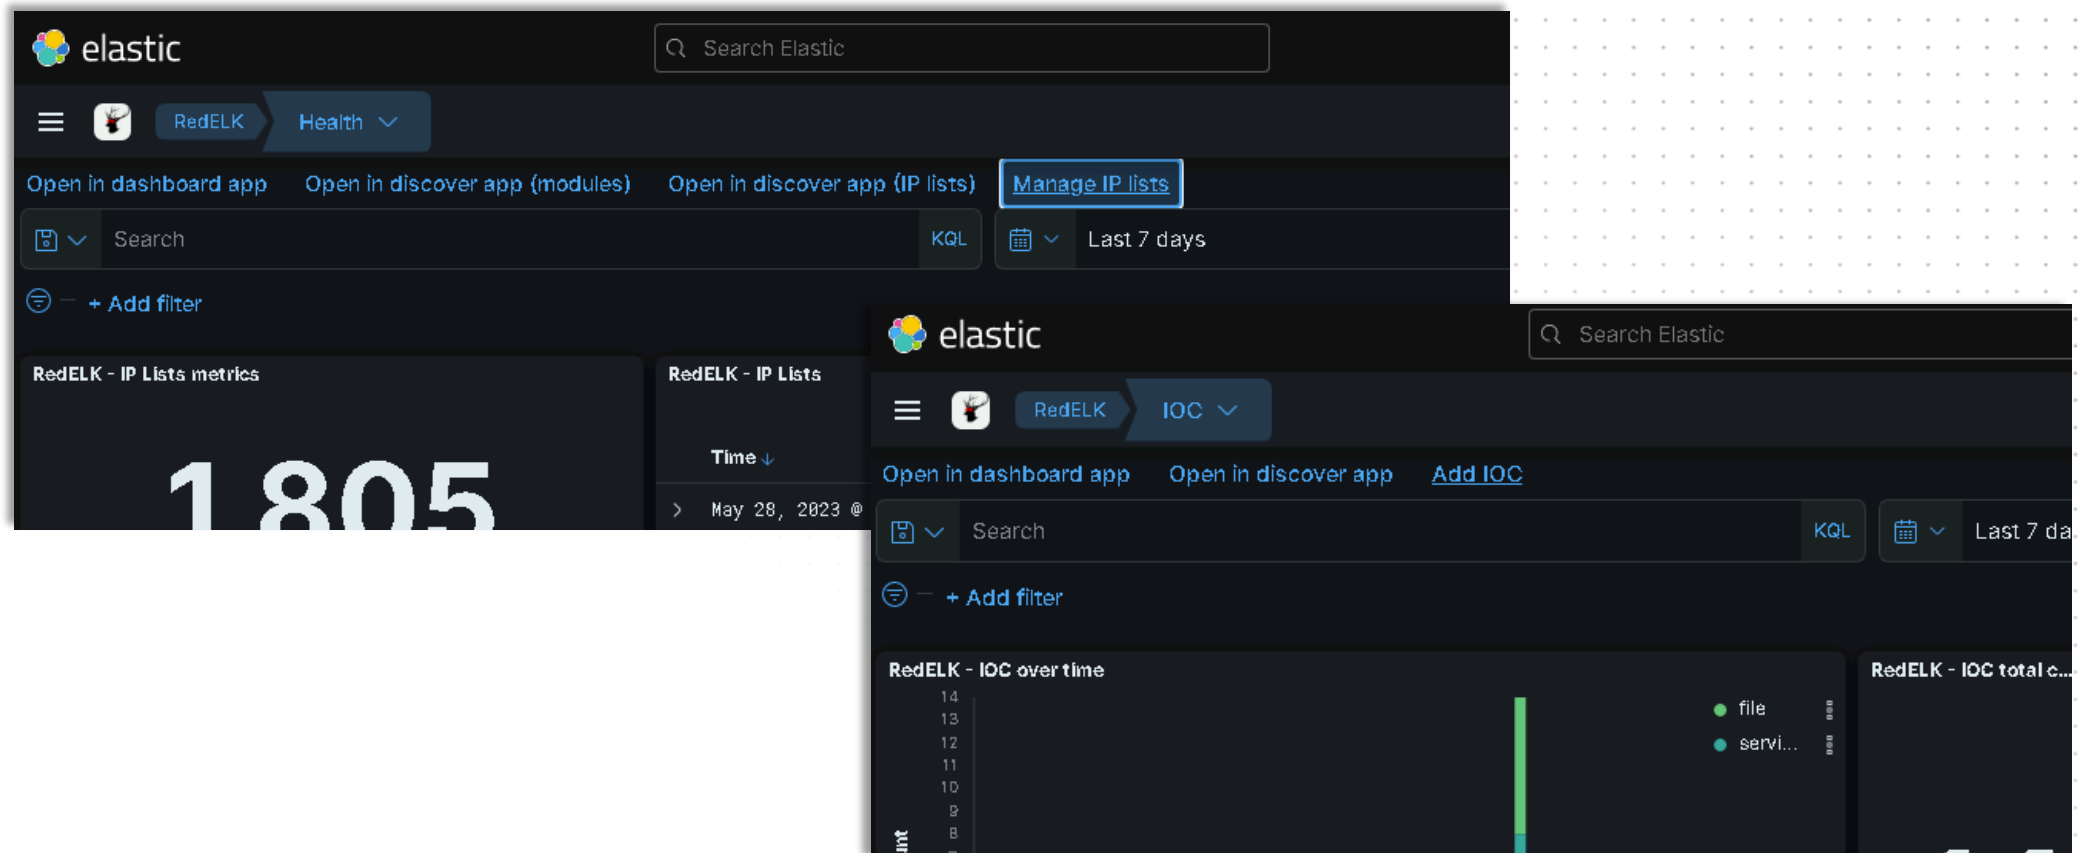 elastic
Search Elastic
RedELK
Health
Open in dashboard app
Open in discover app (modules)
Open in discover app (IP lists)
Manage IP lists
Search
KQL
Last 7 days
+ Add filter
RedELK - IP Lists metrics
RedELK - IP Lists
Time
May 28, 2023 @
elastic
Search Elastic
RedELK
IOC
Open in dashboard app
Open in discover app
Add IOC
Search
KQL
Last 7 da
+ Add filter
RedELK - IOC over time
14
13
12
11
10
9
8
file
servi...
RedELK - IOC total c...